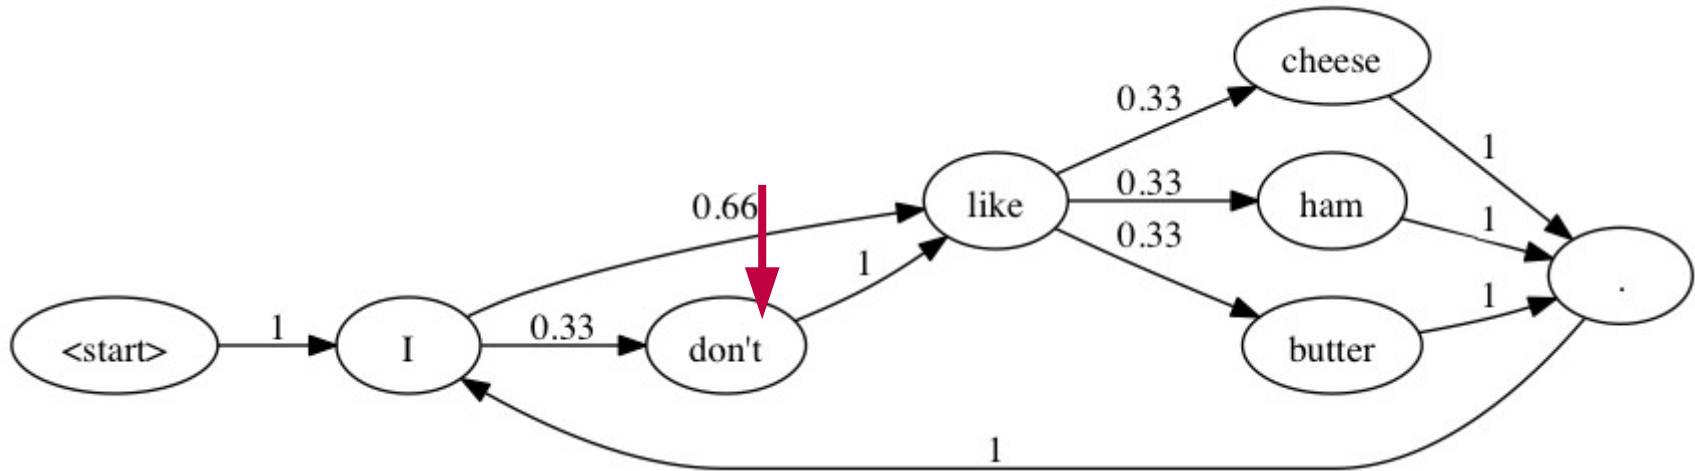 cheese
0.33
1
0.66
like
0.33
ham
1
0.33
1
1
<start>
1
I
0.33
don't
butter
.
1